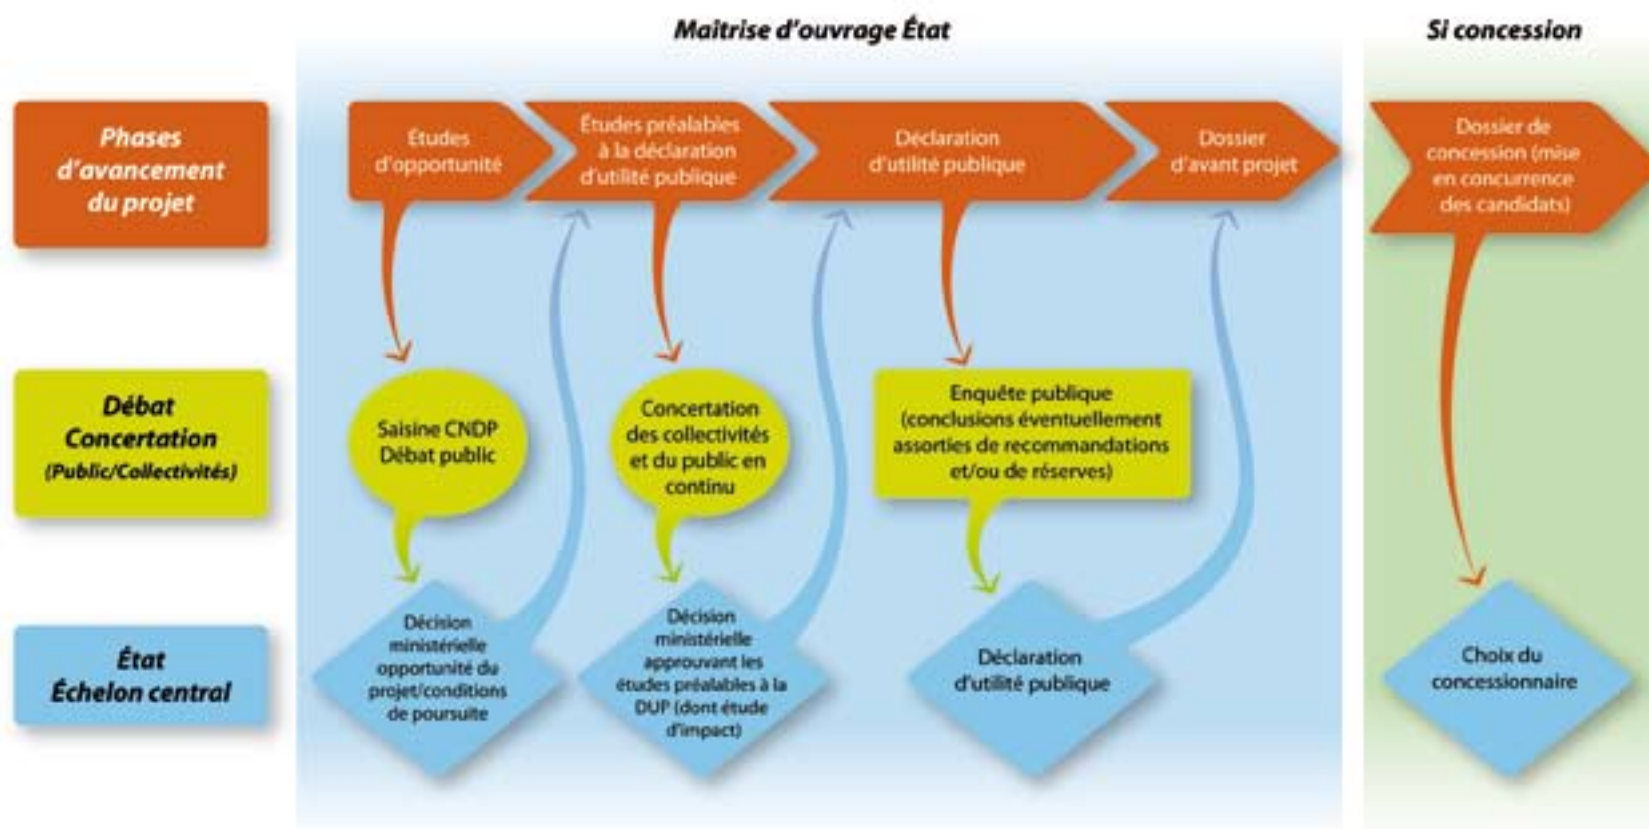 Maîtrise d'ouvrage État
Si concession
Phases
d'avancement
du projet
Études
d'opportunité
Études préalables
à la déclaration
d'utilité publique
Déclaration
d'utilité publique
Dossier
d'avant projet
Dossier de
concession (mise
en concurrence
des candidats)
Débat
Concertation
(Public/Collectivités)
Saisine CNDP
Débat public
Concertation
des collectivités
et du public en
continu
Enquête publique
(conclusions éventuellement
assorties de recommandations
et/ou de réserves)
État
Échelon central
Décision
ministérielle
opportunité du
projet/conditions
de poursuite
Décision
ministérielle
approuvant les
études préalables à la
DUP (dont étude
d'impact)
Déclaration
d'utilité publique
Choix du
concessionnaire